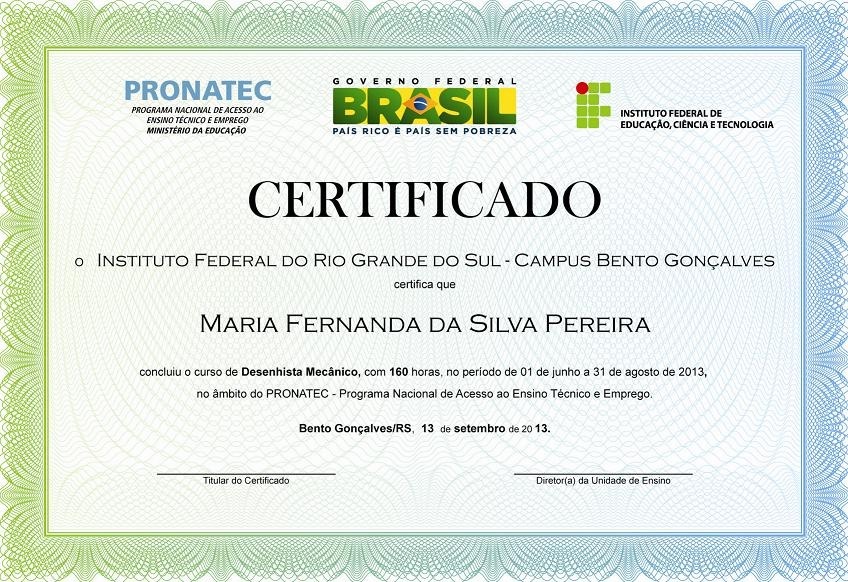 PRONATEC
PROGRAMA NACIONAL DE ACESSO AO
ENSINO TÉCNICO E EMPREGO
MINISTÉRIO DA EDUCAÇÃO
GOVERNO FEDERAL
BRASIL
PAÍS RICO É PAÍS SEM POBREZA
INSTITUTO FEDERAL DE
EDUCAÇÃO, CIÊNCIA E TECNOLOGIA
CERTIFICADO
O INSTITUTO FEDERAL DO RIO GRANDE DO SUL - CAMPUS BENTO GONÇALVES
certifica que
MARIA FERNANDA DA SILVA PEREIRA
concluiu o curso de Desenhista Mecânico, com 160 horas, no período de 01 de junho a 31 de agosto de 2013,
no âmbito do PRONATEC - Programa Nacional de Acesso ao Ensino Técnico e Emprego.
Bento Gonçalves/RS, 13 de setembro de 20 13.
Titular do Certificado
Diretor(a) da Unidade de Ensino